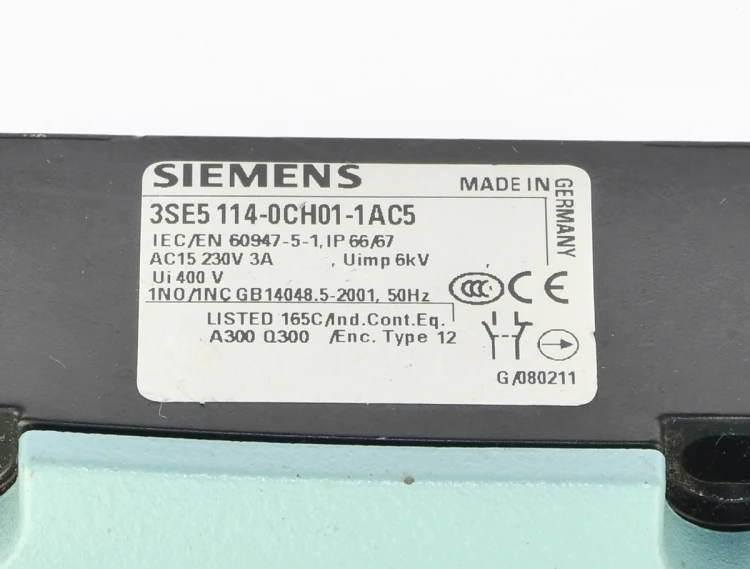 SIEMENS
MADE IN GERMANY
3SE5 114-0CH01-1AC5
IEC/EN 60947-5-1, IP 66/67
AC15 230V 3A , Uimp 6kV
Ui 400 V
1NO/1NC GB14048.5-2001, 50Hz
CCC CE
LISTED 165C/Ind.Cont.Eq.
A300 Q300 /Enc. Type 12
G/080211